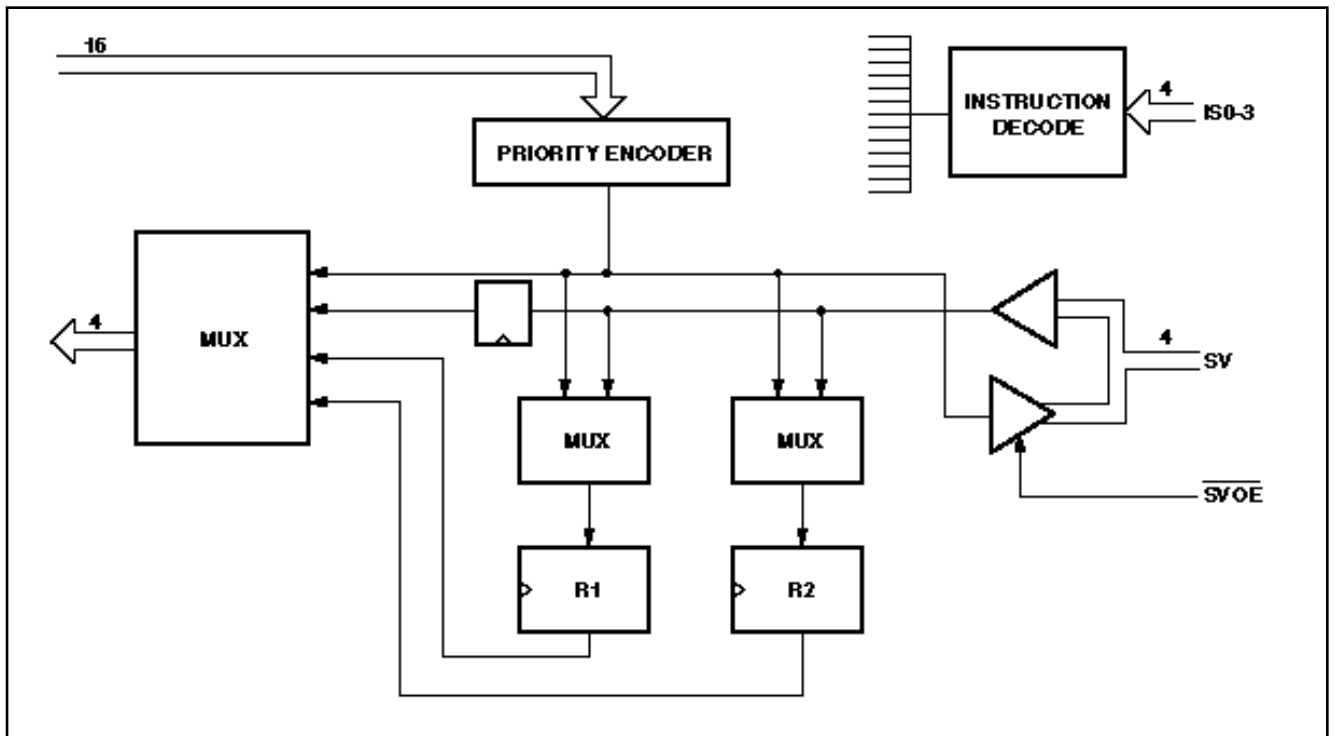 16
4
IS0-3
INSTRUCTION
DECODE
PRIORITY ENCODER
4
MUX
4
SV
MUX
MUX
SVOE
R1
R2